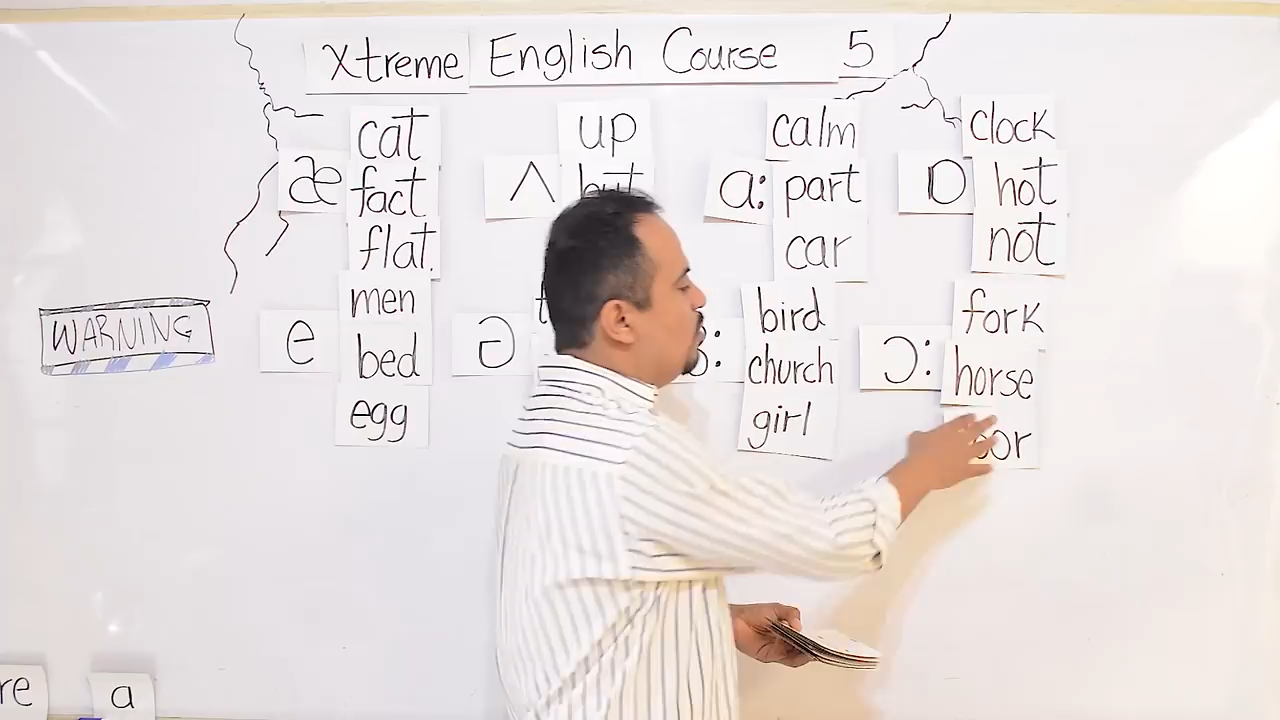 Xtreme English Course 5
æ cat fact flat.
ʌ up but
a: calm part car
ɒ clock hot not
WARNING
e men bed egg
ə
ɜ: bird church girl
ɔ: fork horse
re a